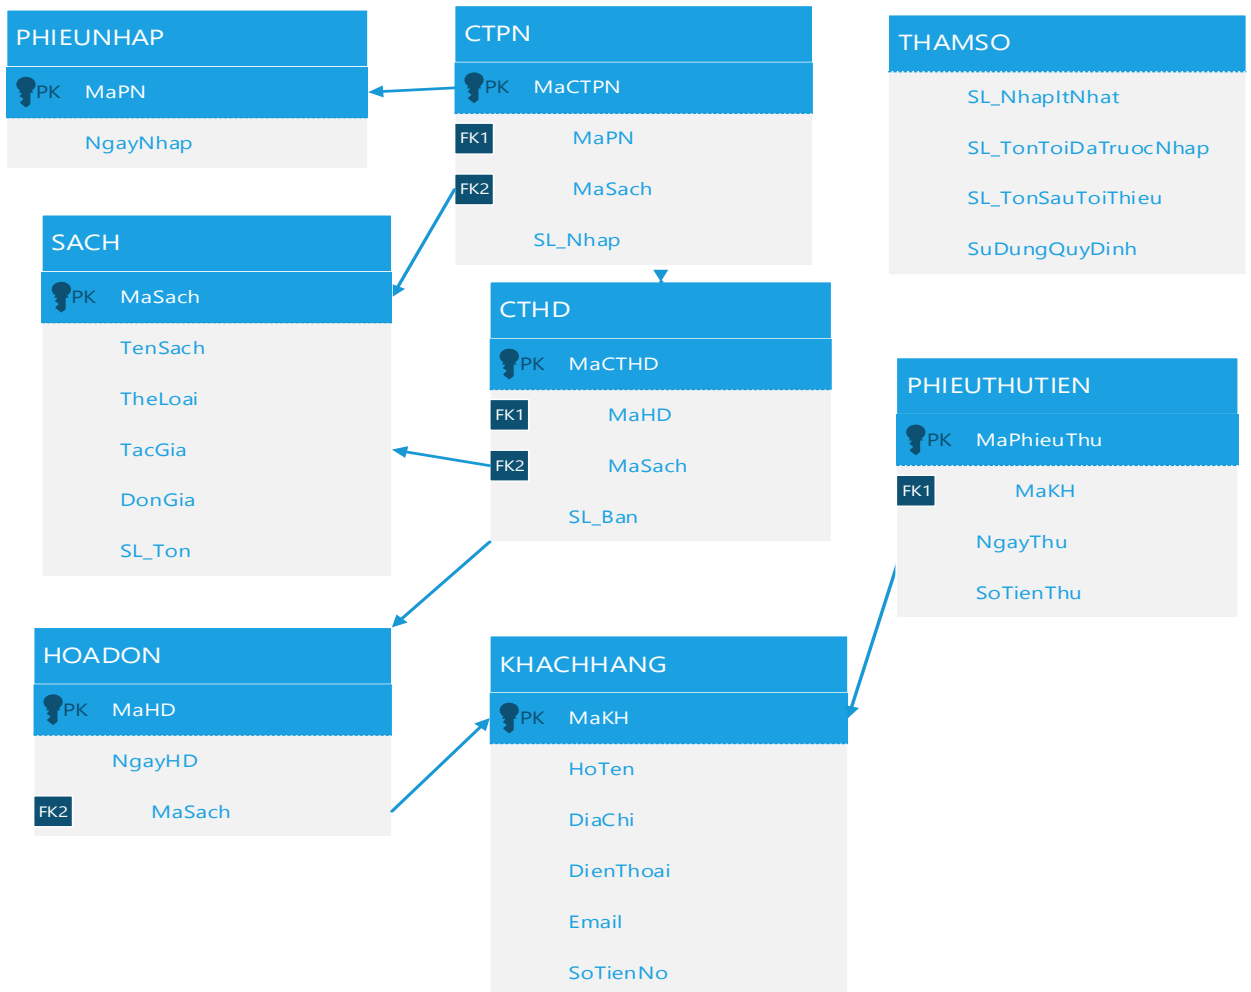 PHIEUNHAP
PK MaPN
NgayNhap
CTPN
PK MaCTPN
FK1 MaPN
FK2 MaSach
SL_Nhap
THAMSO
SL_NhapItNhat
SL_TonToiDaTruocNhap
SL_TonSauToiThieu
SuDungQuyDinh
SACH
PK MaSach
TenSach
TheLoai
TacGia
DonGia
SL_Ton
CTHD
PK MaCTHD
FK1 MaHD
FK2 MaSach
SL_Ban
PHIEUTHUTIEN
PK MaPhieuThu
FK1 MaKH
NgayThu
SoTienThu
HOADON
PK MaHD
NgayHD
FK2 MaSach
KHACHHANG
PK MaKH
HoTen
DiaChi
DienThoai
Email
SoTienNo